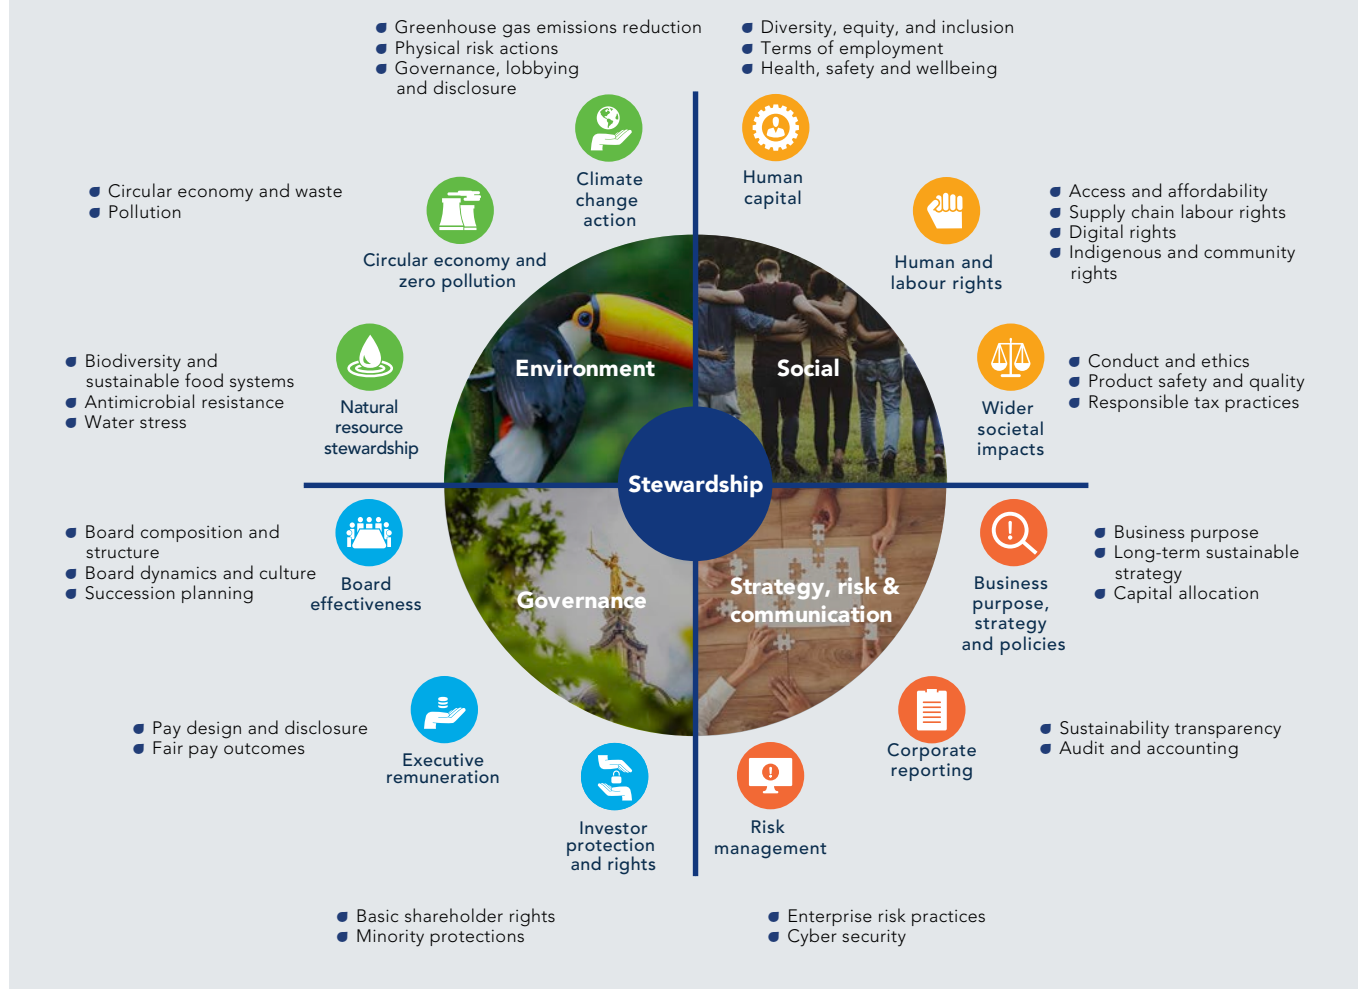 Greenhouse gas emissions reduction
Physical risk actions
Governance, lobbying
and disclosure
Climate
change
action
Circular economy and waste
Pollution
Circular economy and
zero pollution
Biodiversity and
sustainable food systems
Antimicrobial resistance
Water stress
Natural
resource
stewardship
Environment
Diversity, equity, and inclusion
Terms of employment
Health, safety and wellbeing
Human
capital
Access and affordability
Supply chain labour rights
Digital rights
Indigenous and community
rights
Human and
labour rights
Conduct and ethics
Product safety and quality
Responsible tax practices
Wider
societal
impacts
Social
Stewardship
Board composition and
structure
Board dynamics and culture
Succession planning
Board
effectiveness
Governance
Pay design and disclosure
Fair pay outcomes
Executive
remuneration
Investor
protection
and rights
Basic shareholder rights
Minority protections
Strategy, risk &
communication
Business
purpose,
strategy
and policies
Business purpose
Long-term sustainable
strategy
Capital allocation
Corporate
reporting
Sustainability transparency
Audit and accounting
Risk
management
Enterprise risk practices
Cyber security